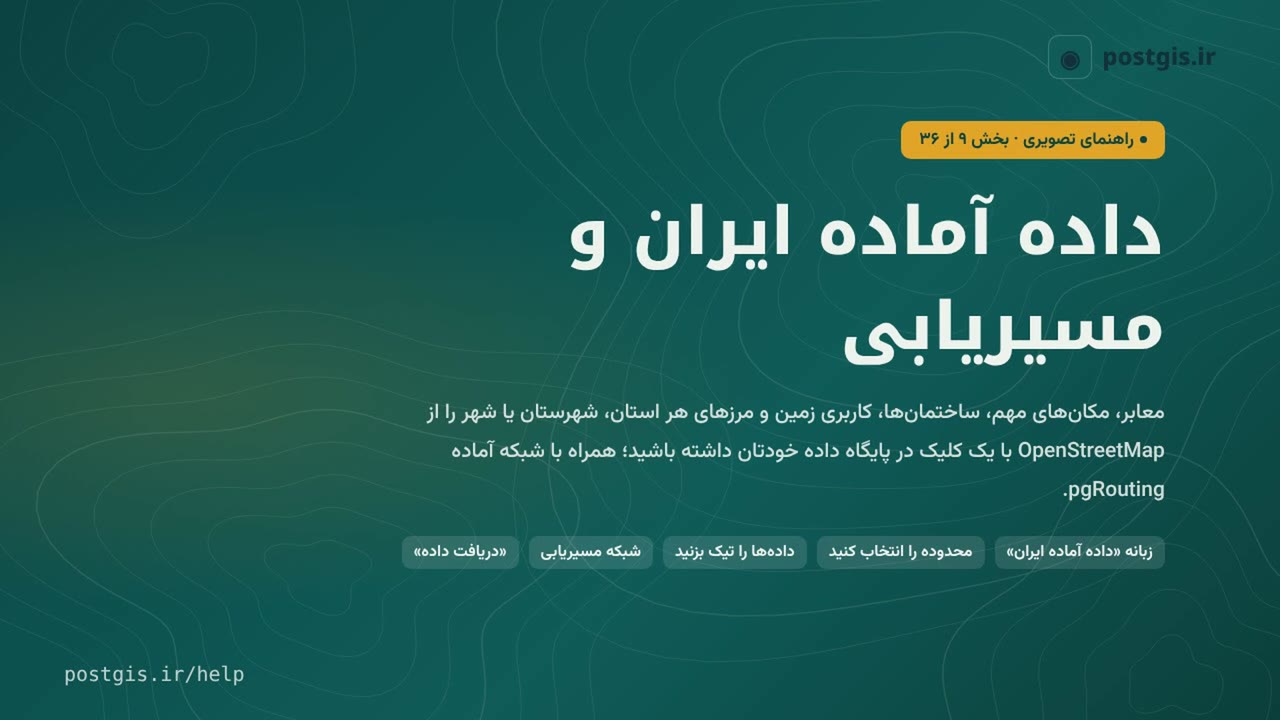 postgis.ir
• راهنمای تصویری · بخش ۹ از ۳۶
داده آماده ایران و
مسیریابی
معابر، مکان‌های مهم، ساختمان‌ها، کاربری زمین و مرزهای هر استان، شهرستان یا شهر را از
OpenStreetMap با یک کلیک در پایگاه داده خودتان داشته باشید؛ همراه با شبکه آماده
pgRouting.
زبانه «داده آماده ایران»
محدوده را انتخاب کنید
داده‌ها را تیک بزنید
شبکه مسیریابی
«دریافت داده»
postgis.ir/help